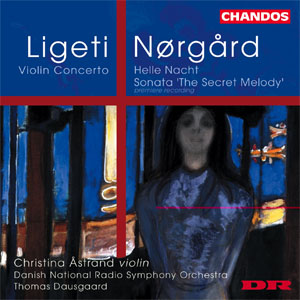 CHANDOS
Ligeti
Violin Concerto
Nørgård
Helle Nacht
Sonata 'The Secret Melody'
premiere recording
Christina Åstrand violin
Danish National Radio Symphony Orchestra
Thomas Dausgaard
DR